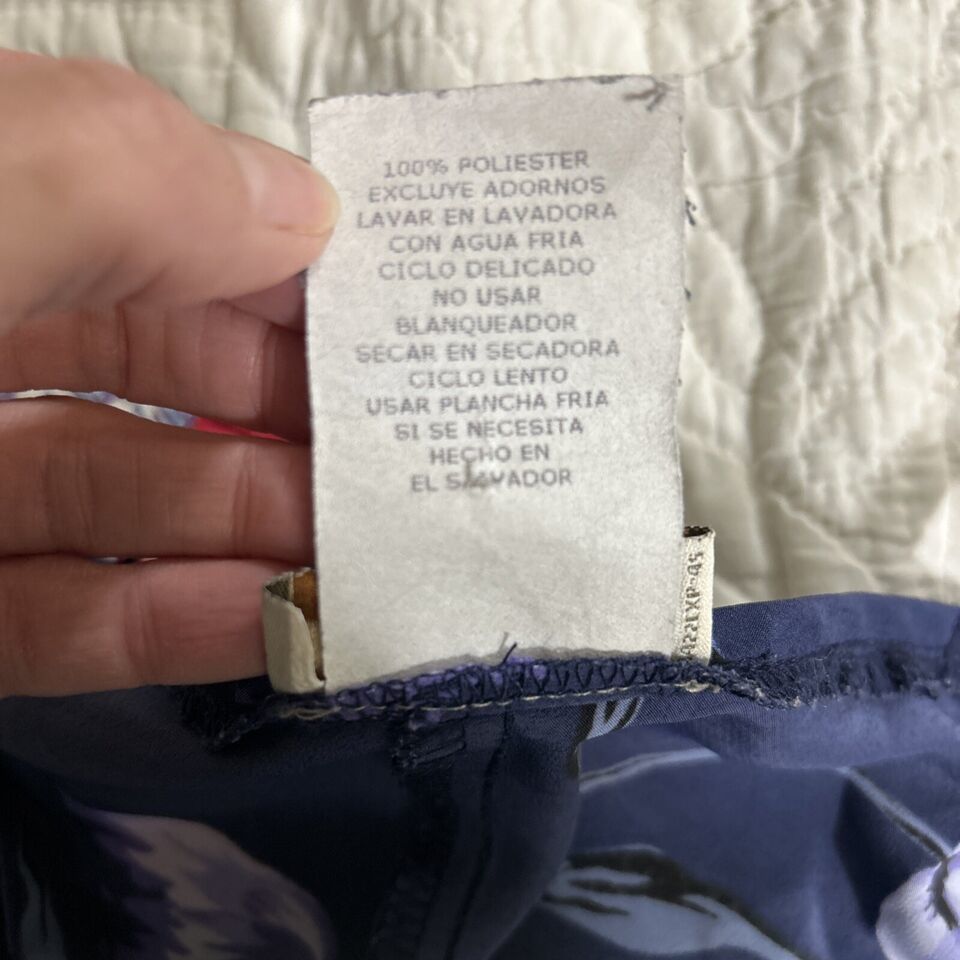 100% POLIESTER
EXCLUYE ADORNOS
LAVAR EN LAVADORA
CON AGUA FRIA
CICLO DELICADO
NO USAR
BLANQUEADOR
SECAR EN SECADORA
CICLO LENTO
USAR PLANCHA FRIA
SI SE NECESITA
HECHO EN
EL SALVADOR